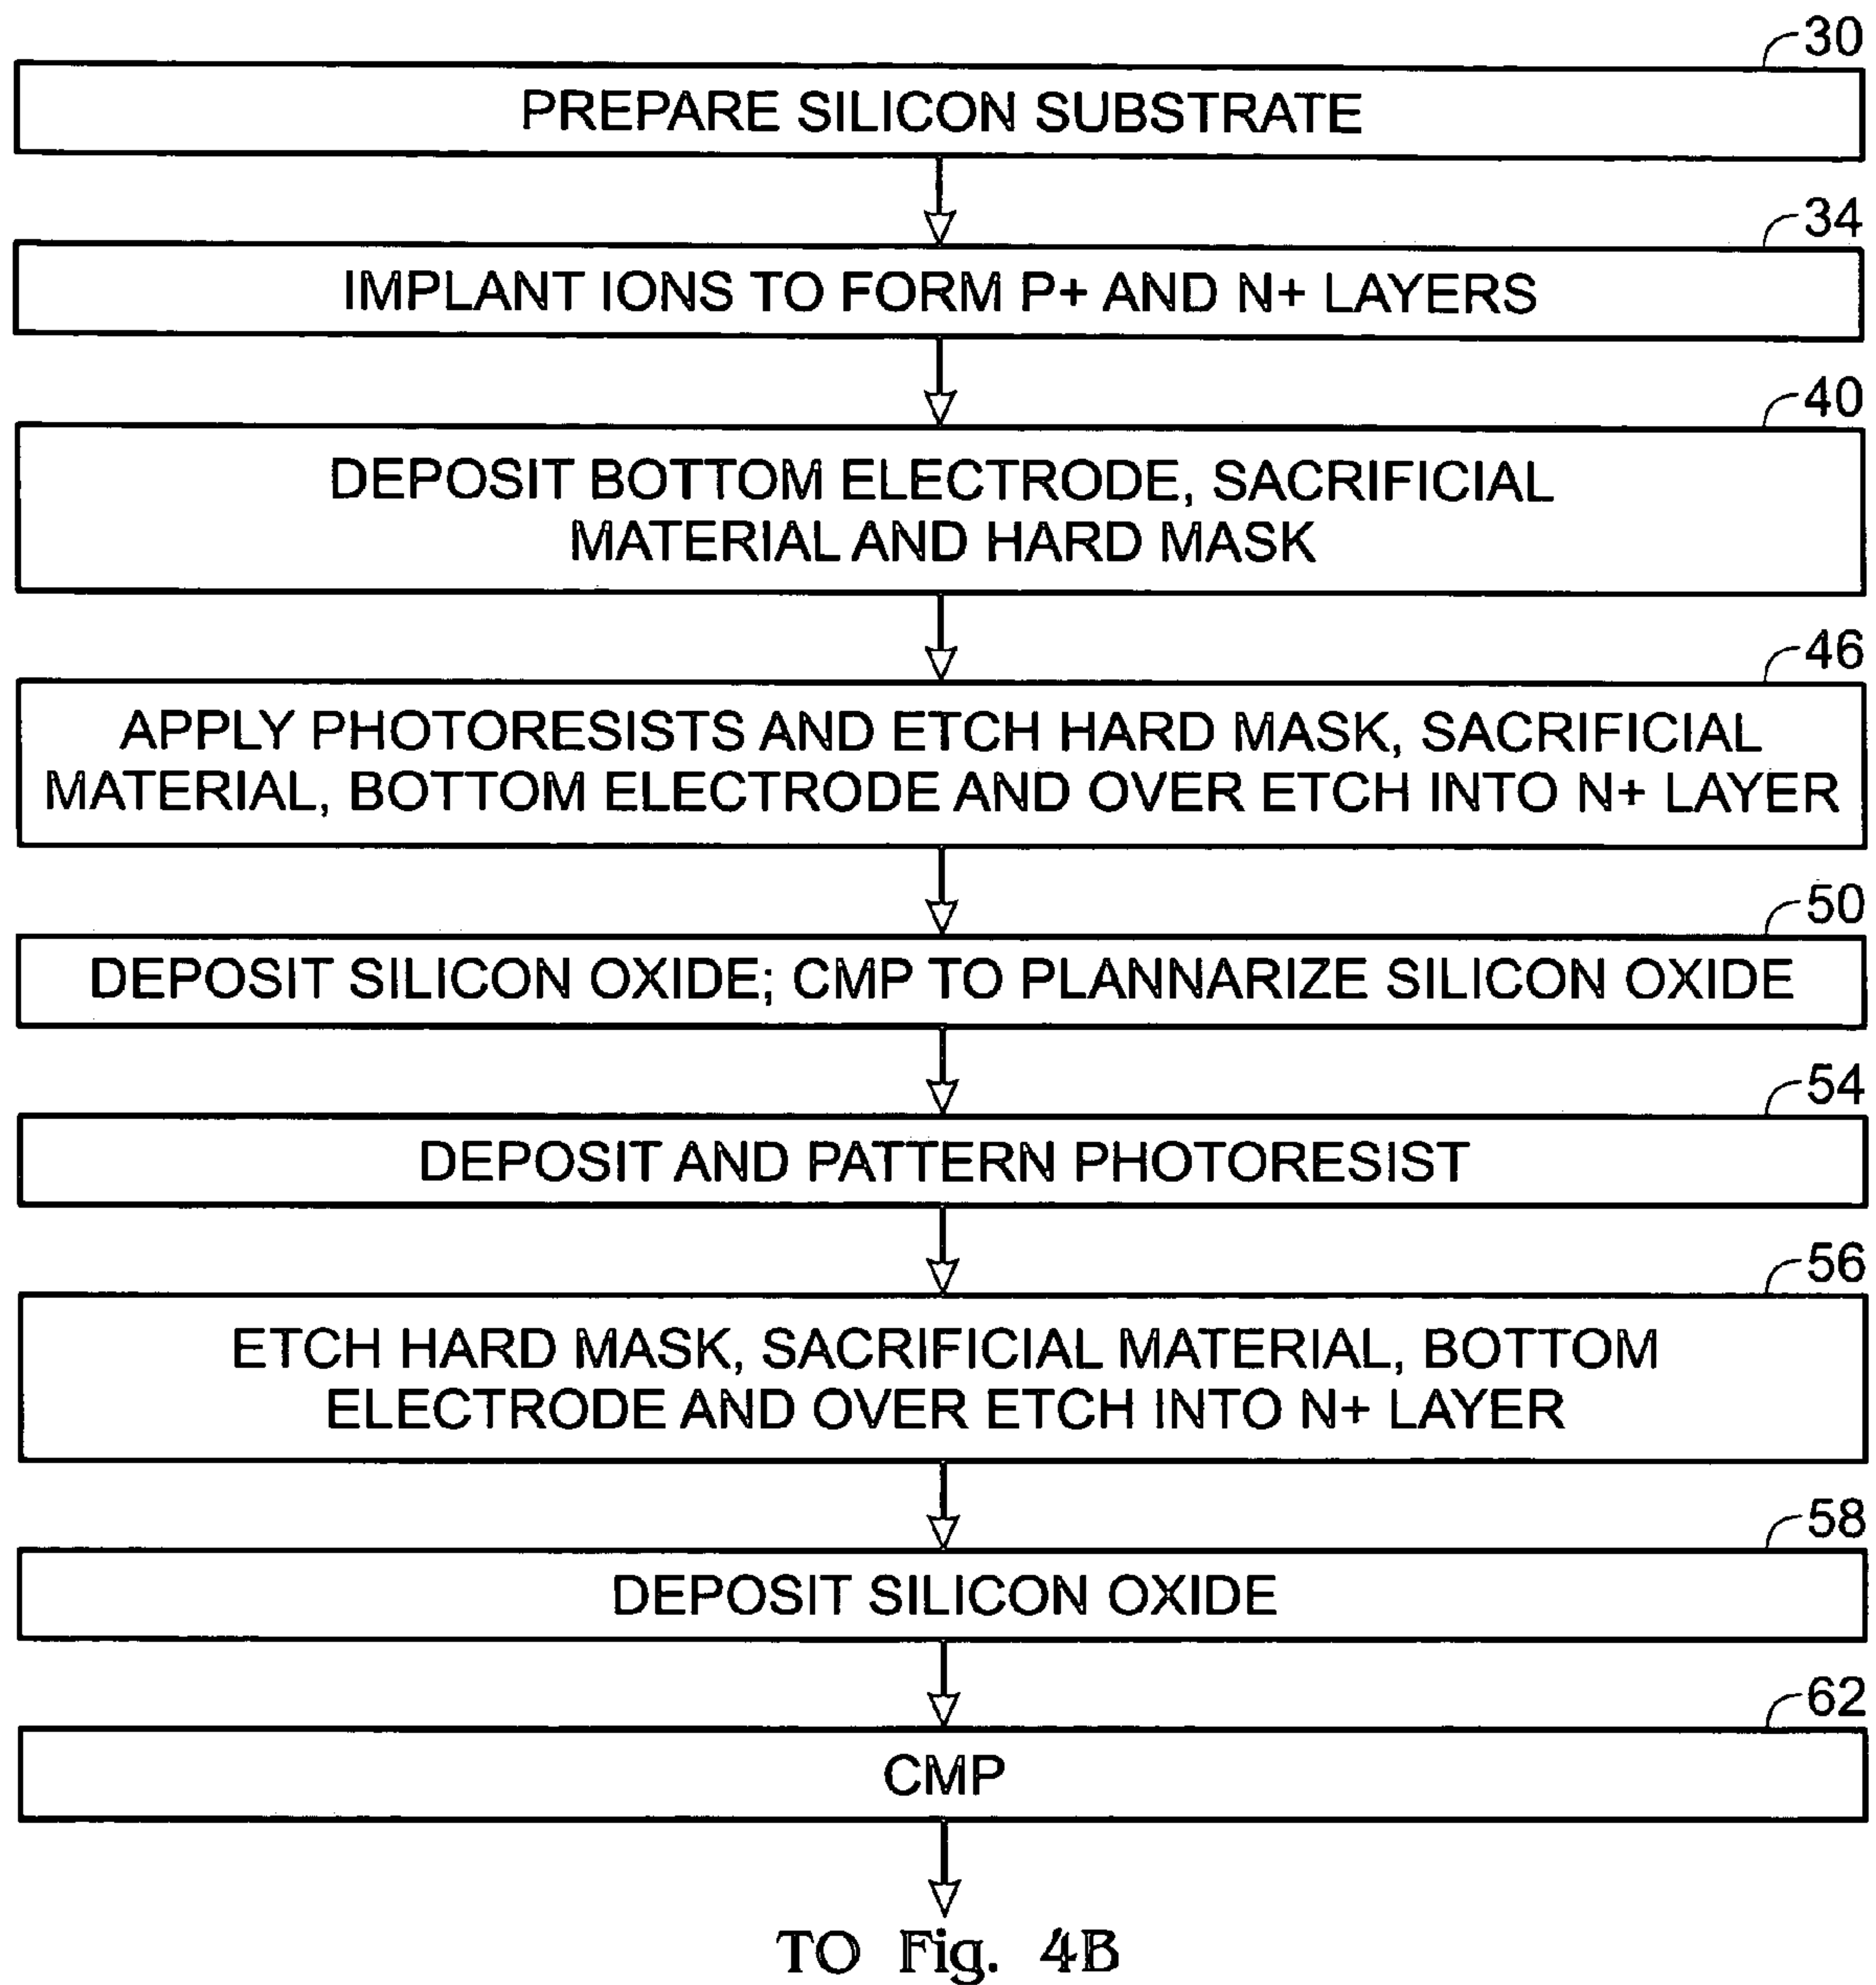 30
PREPARE SILICON SUBSTRATE
34
IMPLANT IONS TO FORM P+ AND N+ LAYERS
40
DEPOSIT BOTTOM ELECTRODE, SACRIFICIAL
MATERIAL AND HARD MASK
46
APPLY PHOTORESISTS AND ETCH HARD MASK, SACRIFICIAL
MATERIAL, BOTTOM ELECTRODE AND OVER ETCH INTO N+ LAYER
50
DEPOSIT SILICON OXIDE; CMP TO PLANNARIZE SILICON OXIDE
54
DEPOSIT AND PATTERN PHOTORESIST
56
ETCH HARD MASK, SACRIFICIAL MATERIAL, BOTTOM
ELECTRODE AND OVER ETCH INTO N+ LAYER
58
DEPOSIT SILICON OXIDE
62
CMP
TO Fig. 4B